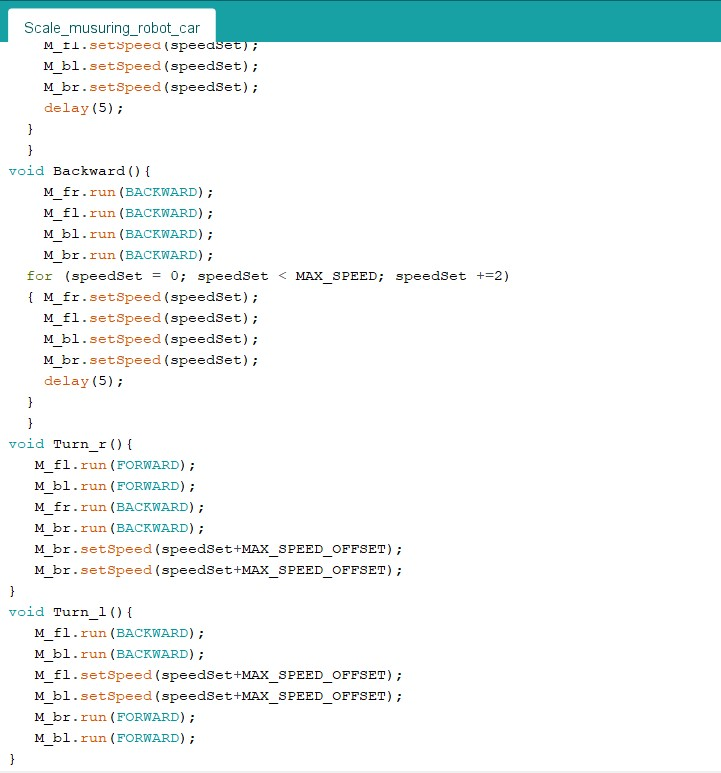 Scale_musuring_robot_car
M_fl.setSpeed(speedSet);
M_bl.setSpeed(speedSet);
M_br.setSpeed(speedSet);
delay(5);
}
}
void Backward(){
M_fr.run(BACKWARD);
M_fl.run(BACKWARD);
M_bl.run(BACKWARD);
M_br.run(BACKWARD);
for (speedSet = 0; speedSet < MAX_SPEED; speedSet +=2)
{ M_fr.setSpeed(speedSet);
M_fl.setSpeed(speedSet);
M_bl.setSpeed(speedSet);
M_br.setSpeed(speedSet);
delay(5);
}
}
void Turn_r(){
M_fl.run(FORWARD);
M_bl.run(FORWARD);
M_fr.run(BACKWARD);
M_br.run(BACKWARD);
M_br.setSpeed(speedSet+MAX_SPEED_OFFSET);
M_br.setSpeed(speedSet+MAX_SPEED_OFFSET);
}
void Turn_l(){
M_fl.run(BACKWARD);
M_bl.run(BACKWARD);
M_fl.setSpeed(speedSet+MAX_SPEED_OFFSET);
M_bl.setSpeed(speedSet+MAX_SPEED_OFFSET);
M_br.run(FORWARD);
M_bl.run(FORWARD);
}